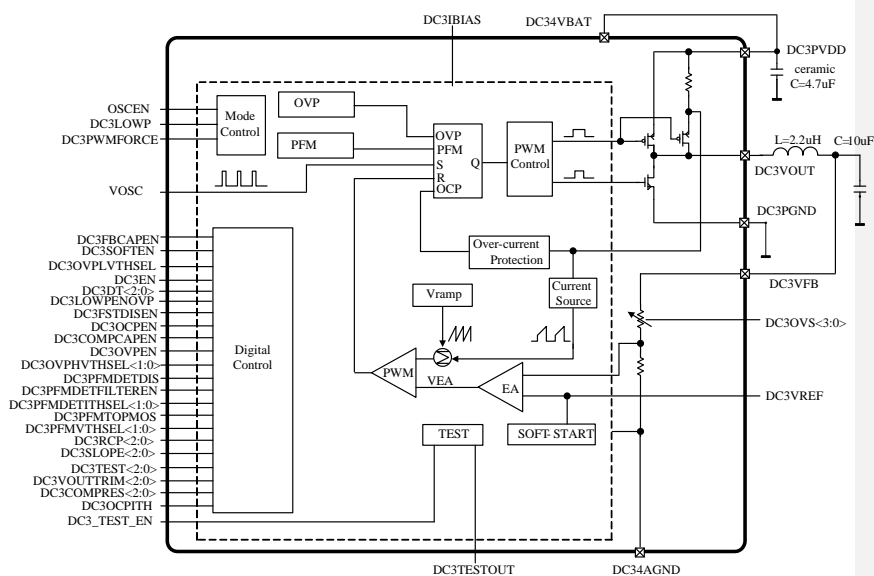 DC3IBIAS
DC34VBAT
DC3PVDD
ceramic
C=4.7uF
OSCEN
DC3LOWP
DC3PWMFORCE
Mode
Control
OVP
PFM
VOSC
OVP
PFM
S
R
OCP
Q
PWM
Control
L=2.2uH
C=10uF
DC3VOUT
DC3PGND
DC3VFB
DC3OVS<3:0>
DC3VREF
Over-current
Protection
Current
Source
Vramp
PWM
VEA
EA
SOFT-START
TEST
Digital
Control
DC3FBCAPEN
DC3SOFTEN
DC3OVPLVTHSEL
DC3EN
DC3DT<2:0>
DC3LOWPENOVP
DC3FSTDISEN
DC3OCPEN
DC3COMPCAPEN
DC3OVPEN
DC3OVPHVTHSEL<1:0>
DC3PFMDETDIS
DC3PFMDETFILTEREN
DC3PFMDETITHSEL<1:0>
DC3PFMTOPMOS
DC3PFMVTHSEL<1:0>
DC3RCP<2:0>
DC3SLOPE<2:0>
DC3TEST<2:0>
DC3VOUTTRIM<2:0>
DC3COMPRES<2:0>
DC3OCPITH
DC3_TEST_EN
DC3TESTOUT
DC34AGND